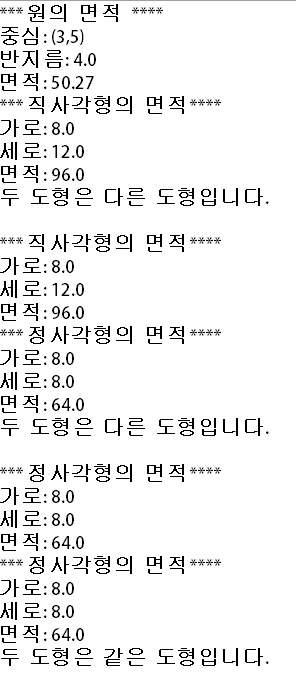 ***원의 면적 ****
중심:(3,5)
반지름:4.0
면적:50.27
***직사각형의 면적****
가로:8.0
세로:12.0
면적:96.0
두 도형은 다른 도형입니다.
***직사각형의 면적****
가로:8.0
세로:12.0
면적:96.0
***정사각형의 면적****
가로:8.0
세로:8.0
면적:64.0
두 도형은 다른 도형입니다.
***정사각형의 면적****
가로:8.0
세로:8.0
면적:64.0
***정사각형의 면적****
가로:8.0
세로:8.0
면적:64.0
두 도형은 같은 도형입니다.